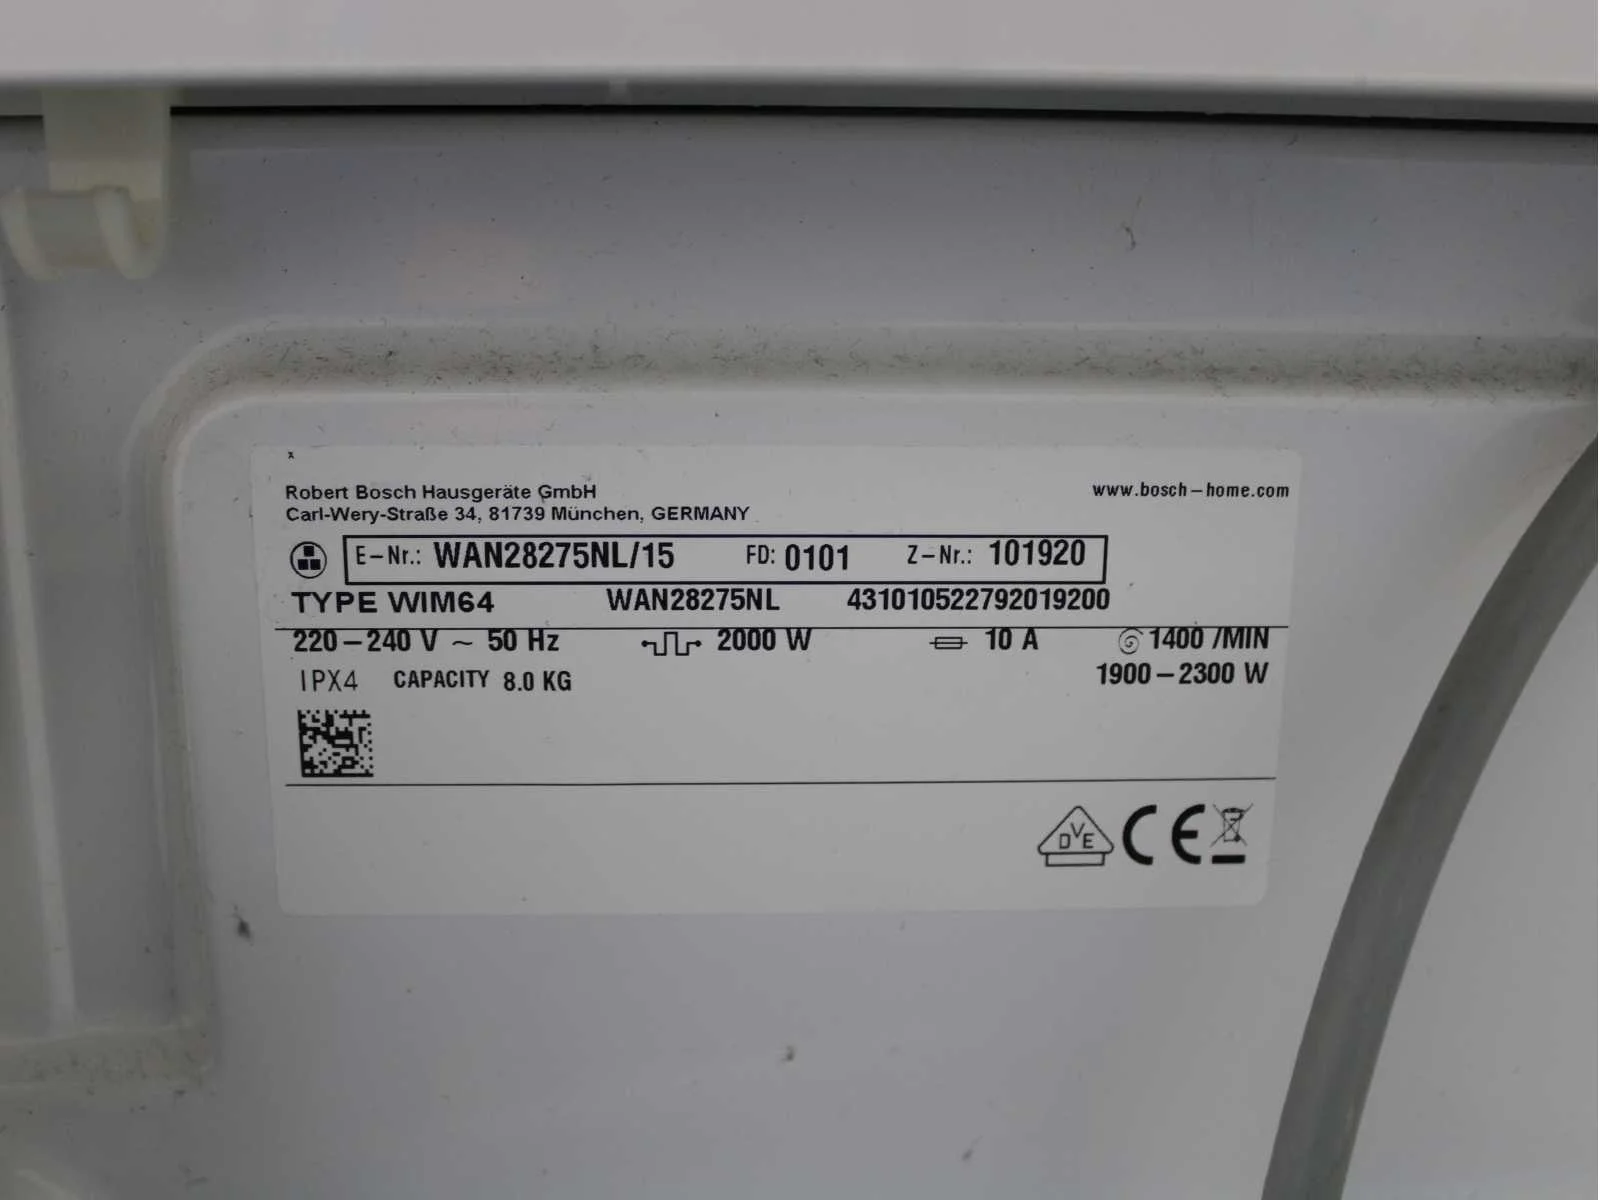 x
Robert Bosch Hausgeräte GmbH www.bosch-home.com
Carl-Wery-Straße 34, 81739 München, GERMANY
E-Nr.: WAN28275NL/15 FD: 0101 Z-Nr.: 101920
TYPE WIM64 WAN28275NL 431010522792019200
220-240 V ~ 50 Hz 2000 W 10 A 1400 /MIN
IPX4 CAPACITY 8.0 KG 1900-2300 W
DVE CE